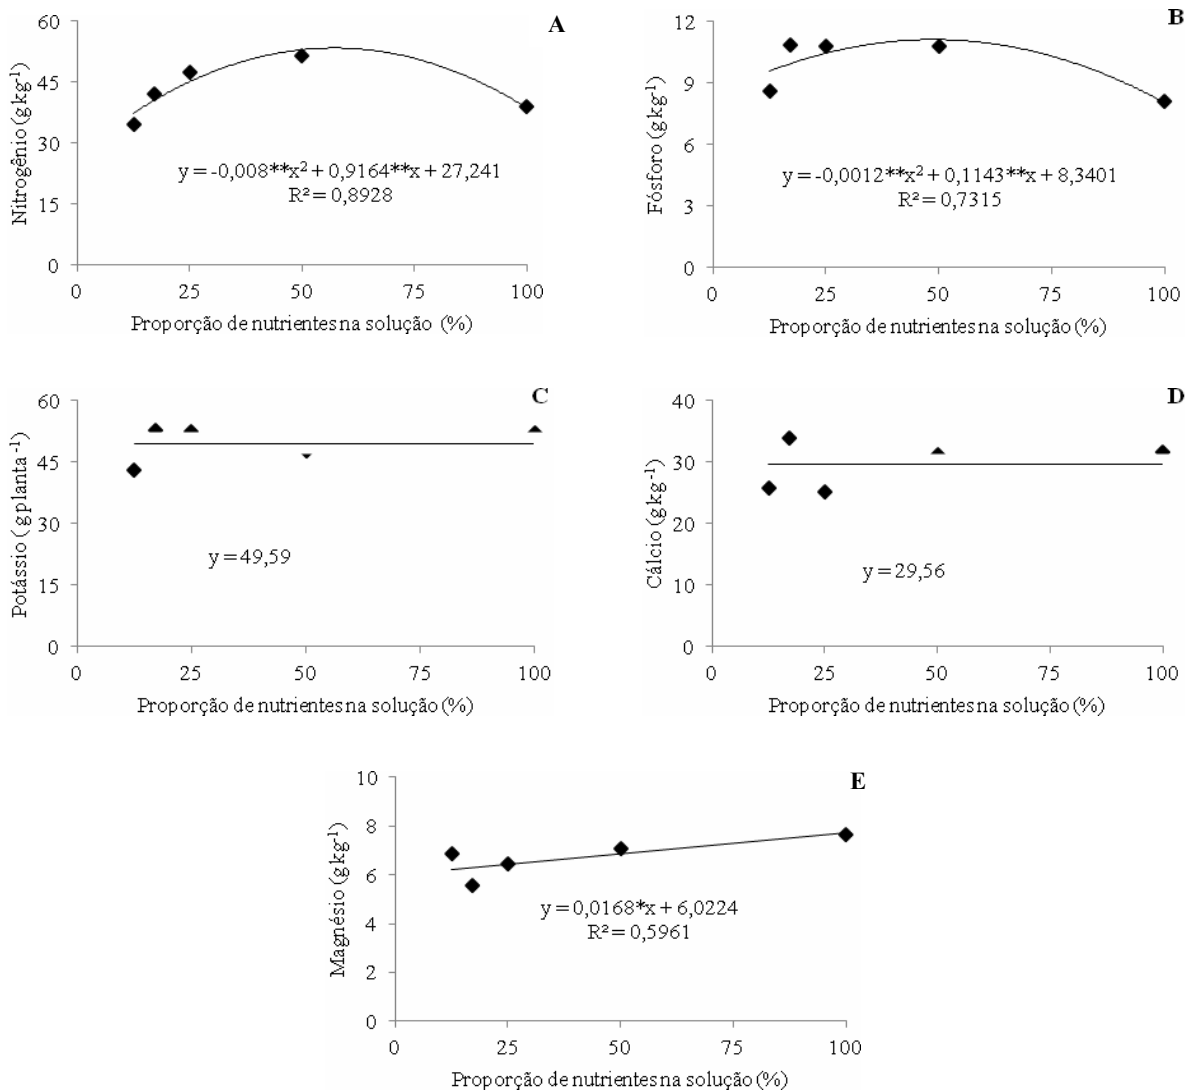 A
60
45
30
15
0
Nitrogênio (g kg⁻¹)
y = -0,008**x² + 0,9164**x + 27,241
R² = 0,8928
0 25 50 75 100
Proporção de nutrientes na solução (%)
B
12
9
6
3
0
Fósforo (g kg⁻¹)
y = -0,0012**x² + 0,1143**x + 8,3401
R² = 0,7315
0 25 50 75 100
Proporção de nutrientes na solução (%)
C
60
45
30
15
0
Potássio (g planta⁻¹)
y = 49,59
0 25 50 75 100
Proporção de nutrientes na solução (%)
D
40
30
20
10
0
Cálcio (g kg⁻¹)
y = 29,56
0 25 50 75 100
Proporção de nutrientes na solução (%)
E
10
8
6
4
2
0
Magnésio (g kg⁻¹)
y = 0,0168*x + 6,0224
R² = 0,5961
0 25 50 75 100
Proporção de nutrientes na solução (%)